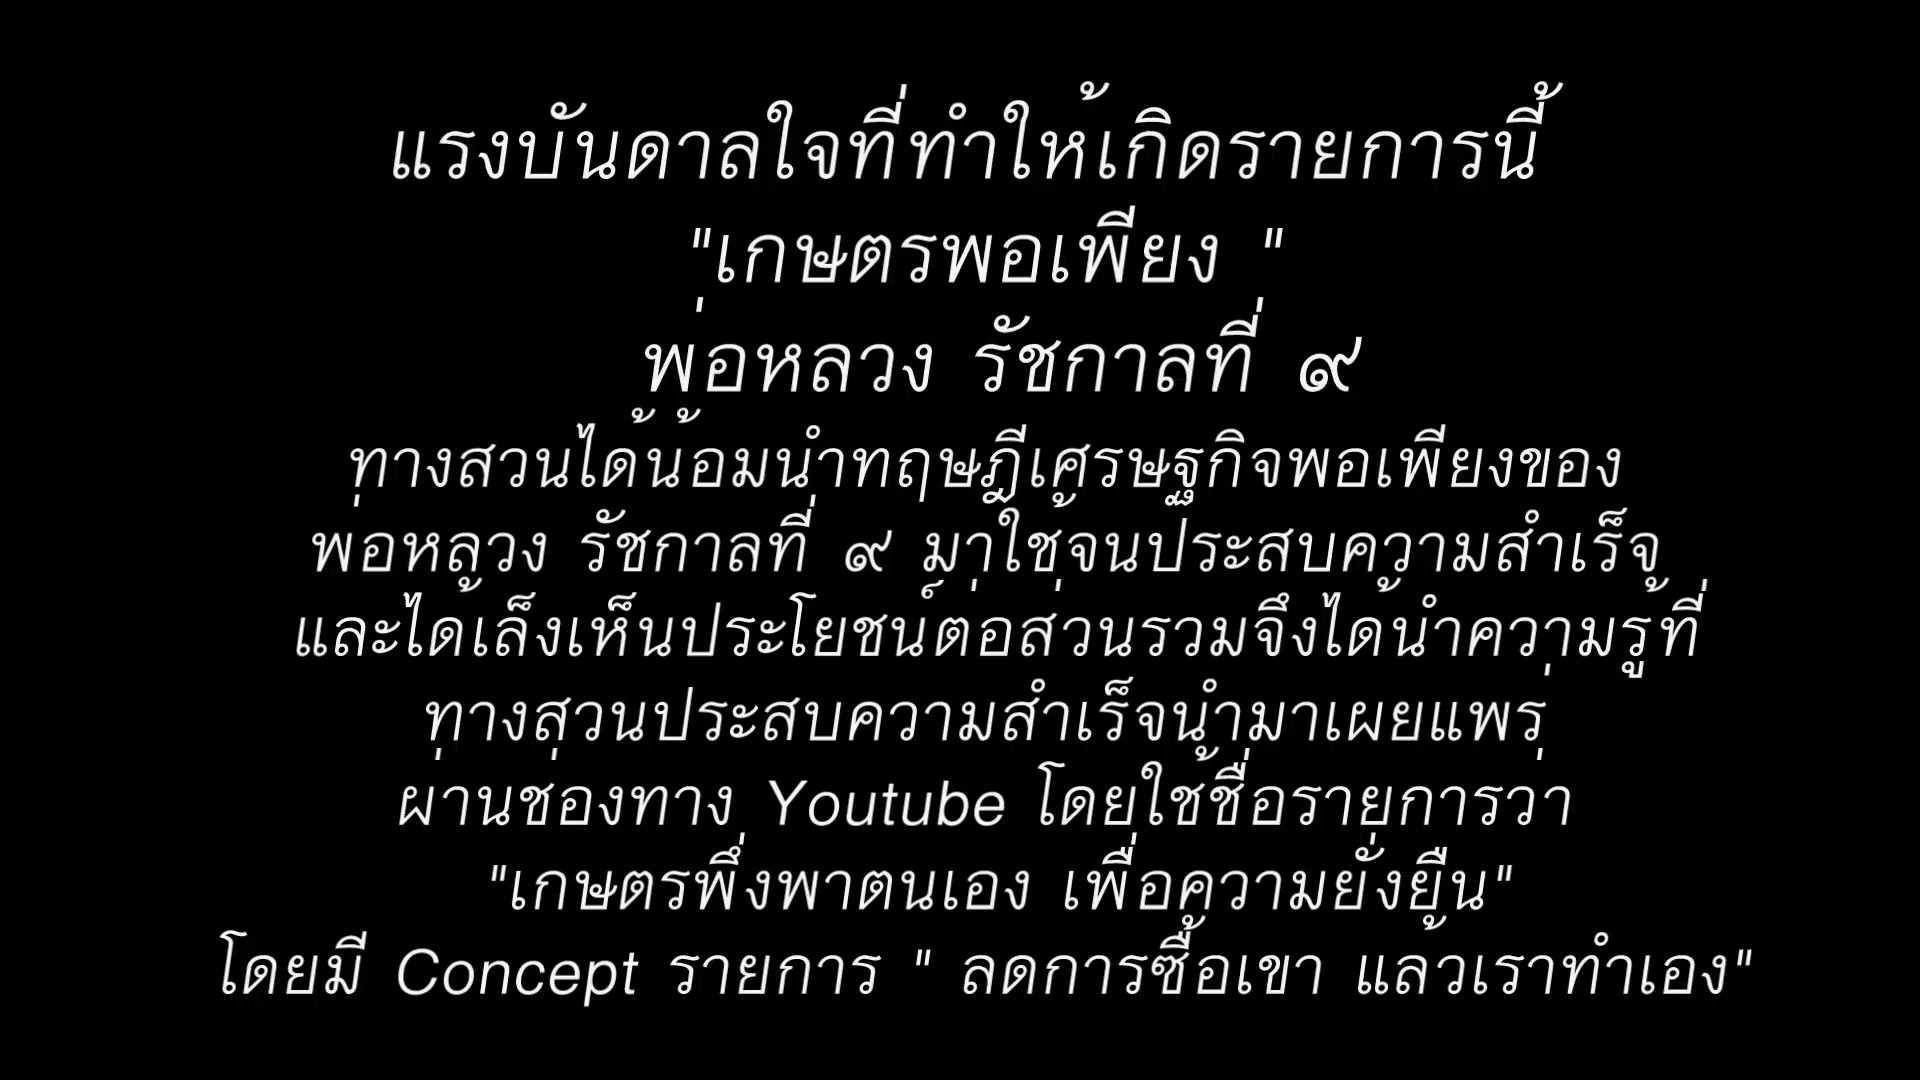 แรงบันดาลใจที่ทำให้เกิดรายการนี้
"เกษตรพอเพียง "
พ่อหลวง รัชกาลที่ ๙
ทางสวนได้น้อมนำทฤษฎีเศรษฐกิจพอเพียงของ
พ่อหลวง รัชกาลที่ ๙ มาใช้จนประสบความสำเร็จ
และได้เล็งเห็นประโยชน์ต่อส่วนรวมจึงได้นำความรู้ที่
ทางสวนประสบความสำเร็จนำมาเผยแพร่
ผ่านช่องทาง Youtube โดยใช้ชื่อรายการว่า
"เกษตรพึ่งพาตนเอง เพื่อความยั่งยืน"
โดยมี Concept รายการ " ลดการซื้อเขา แล้วเราทำเอง"